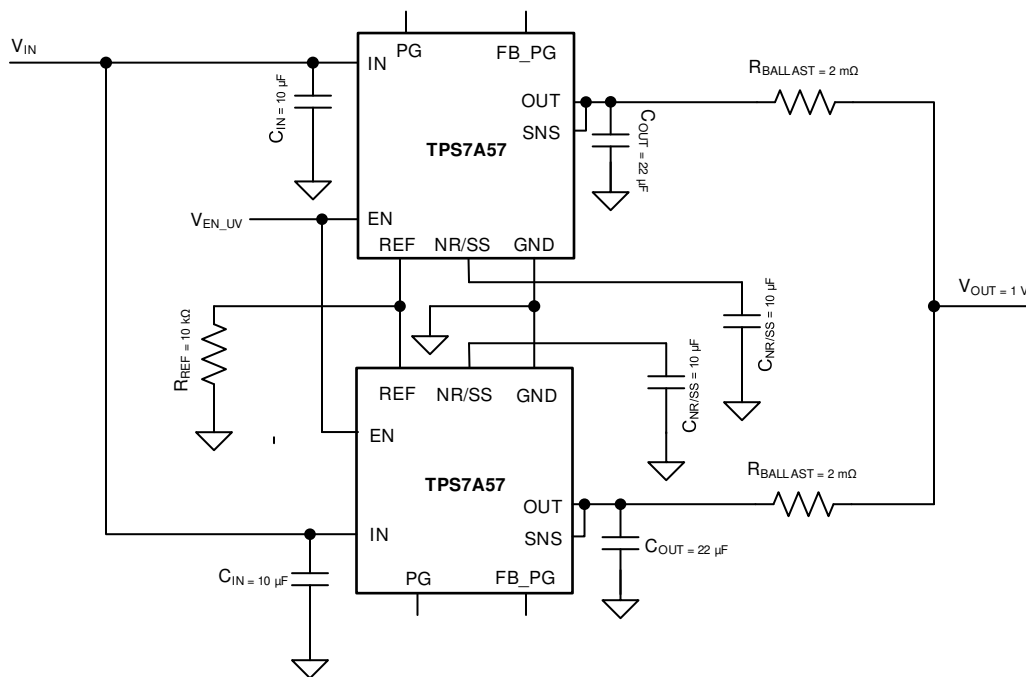 PG
FB_PG
VIN
IN
CIN = 10 µF
OUT
SNS
TPS7A57
COUT = 22 µF
RBALLAST = 2 mΩ
VEN_UV
EN
REF
NR/SS
GND
RREF = 10 kΩ
CNR/SS = 10 µF
CNR/SS = 10 µF
VOUT = 1 V
REF
NR/SS
GND
EN
TPS7A57
RBALLAST = 2 mΩ
OUT
SNS
IN
COUT = 22 µF
CIN = 10 µF
PG
FB_PG